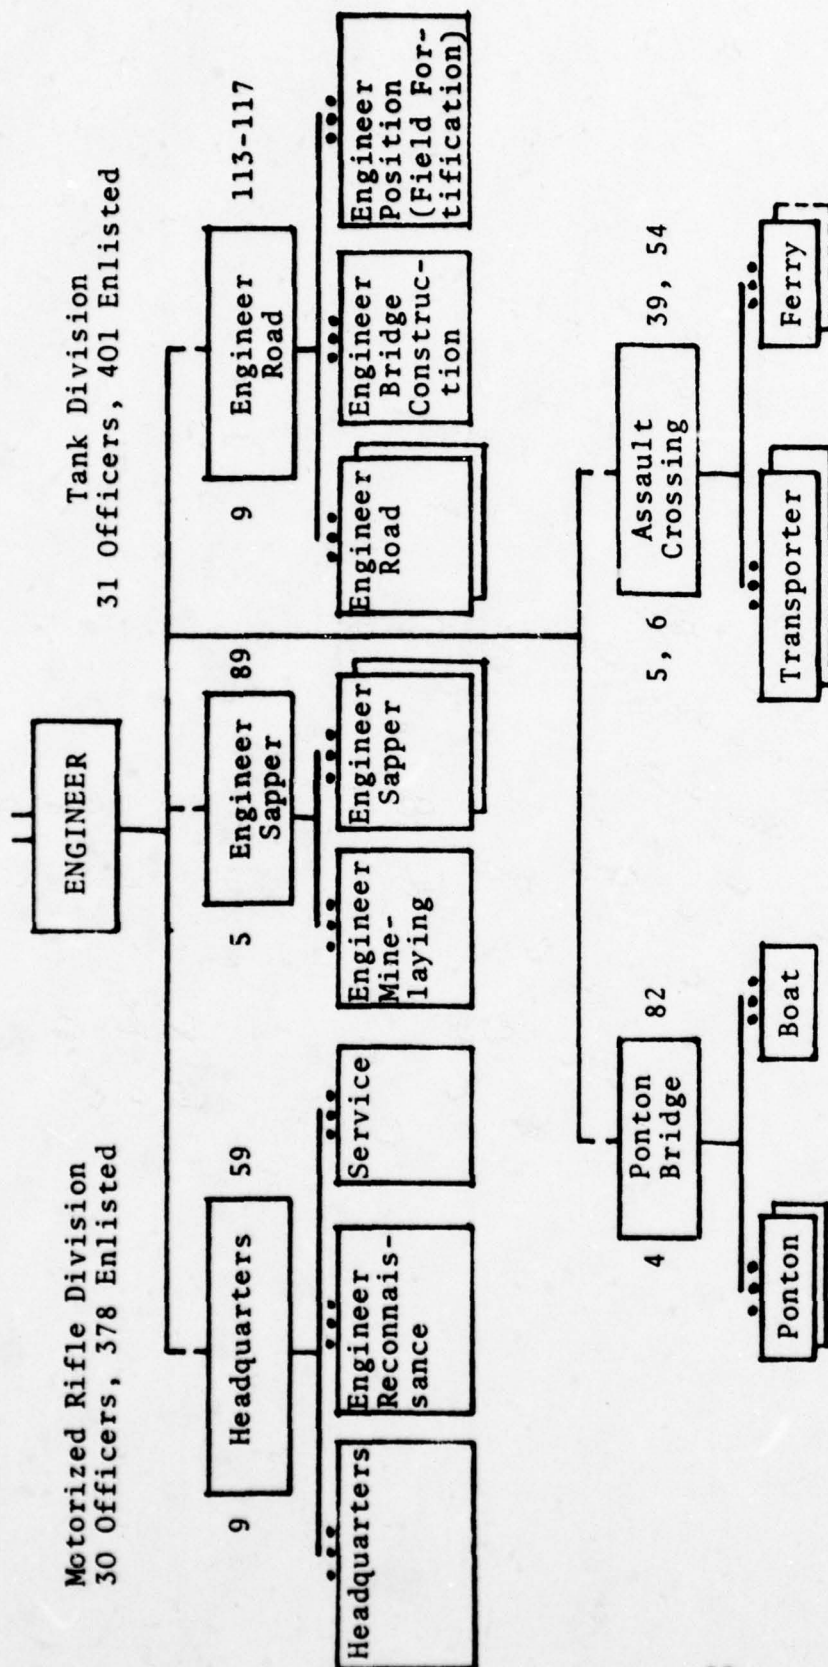 Motorized Rifle Division
30 Officers, 378 Enlisted
Tank Division
31 Officers, 401 Enlisted
ENGINEER
9
Headquarters
59
5
Engineer
Sapper
89
9
Engineer
Road
113-117
Headquarters
Engineer
Reconnais-
sance
Service
Engineer
Mine-
laying
Engineer
Sapper
Engineer
Road
Engineer
Bridge
Construc-
tion
Engineer
Position
(Field For-
tification)
4
Ponton
Bridge
82
5, 6
Assault
Crossing
39, 54
Ponton
Boat
Transporter
Ferry